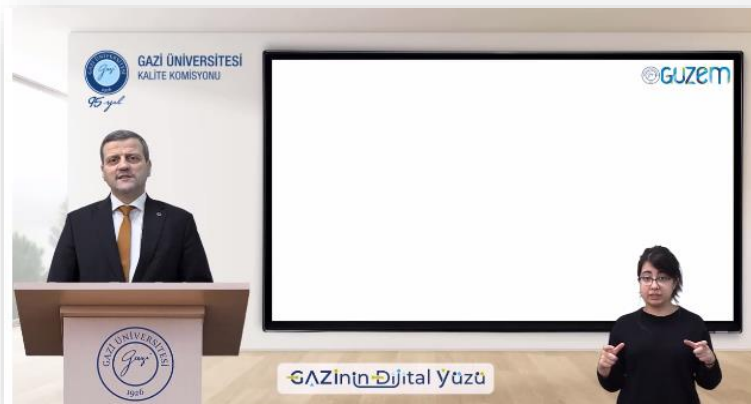 GAZİ ÜNİVERSİTESİ
KALİTE KOMİSYONU
95. yıl
GUZem
GAZİ ÜNİVERSİTESİ
Gazi
1926
GAZİnin Dijital Yüzü